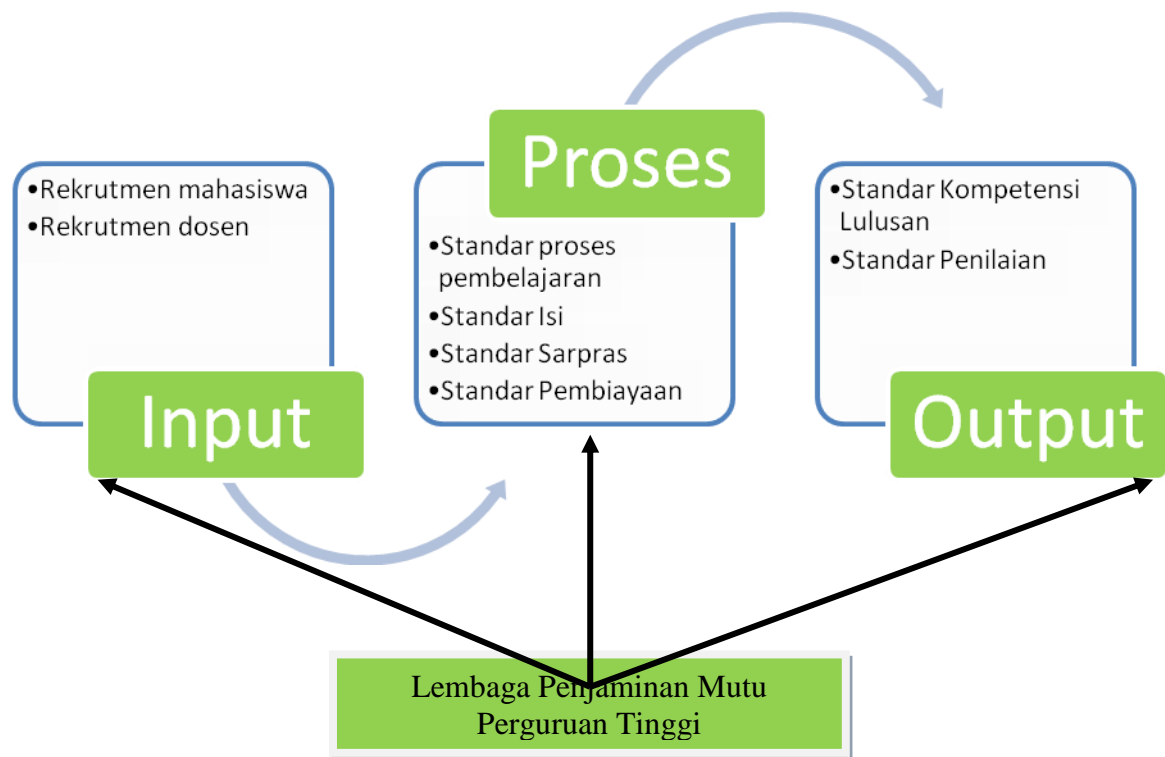 Input
•Rekrutmen mahasiswa
•Rekrutmen dosen
Proses
•Standar proses
pembelajaran
•Standar Isi
•Standar Sarpras
•Standar Pembiayaan
Output
•Standar Kompetensi
Lulusan
•Standar Penilaian
Lembaga Penjaminan Mutu
Perguruan Tinggi